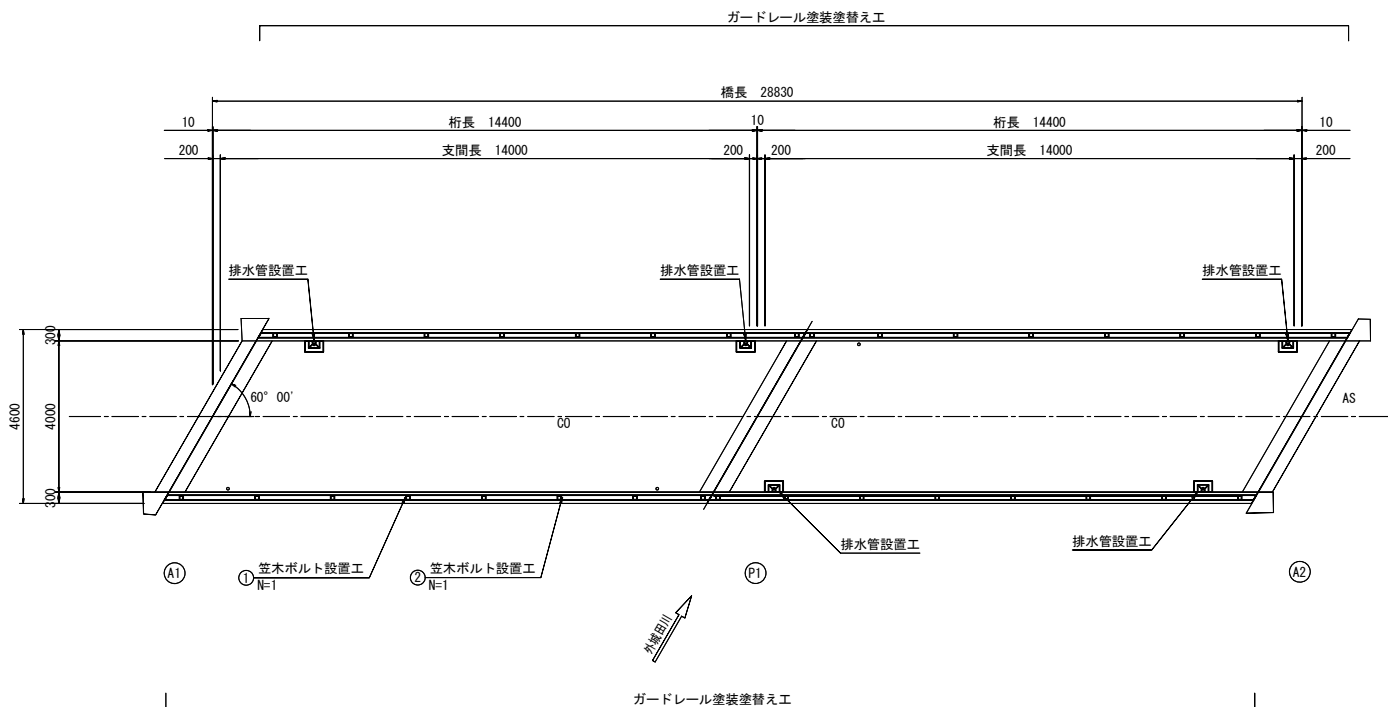 ガードレール塗装塗替え工
橋長 28830
10 桁長 14400 10 桁長 14400 10
200 支間長 14000 200 200 支間長 14000 200
排水管設置工 排水管設置工 排水管設置工
300
4600 4000 60° 00' AS
CO CO
300
排水管設置工 排水管設置工
A1 ① 笠木ボルト設置工 ② 笠木ボルト設置工 P1 A2
N=1 N=1
外城田川
ガードレール塗装塗替え工